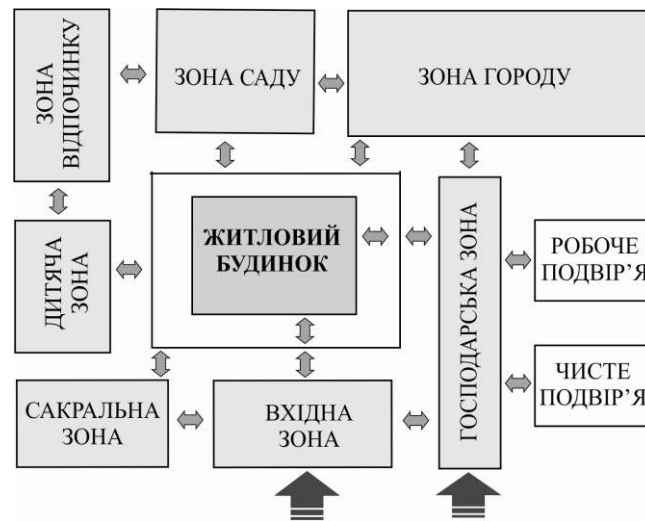 ЗОНА
ВІДПОЧИНКУ
ЗОНА САДУ
ЗОНА ГОРОДУ
ДИТЯЧА
ЗОНА
ЖИТЛОВИЙ
БУДИНОК
ГОСПОДАРСЬКА ЗОНА
РОБОЧЕ
ПОДВІР’Я
ЧИСТЕ
ПОДВІР’Я
САКРАЛЬНА
ЗОНА
ВХІДНА
ЗОНА